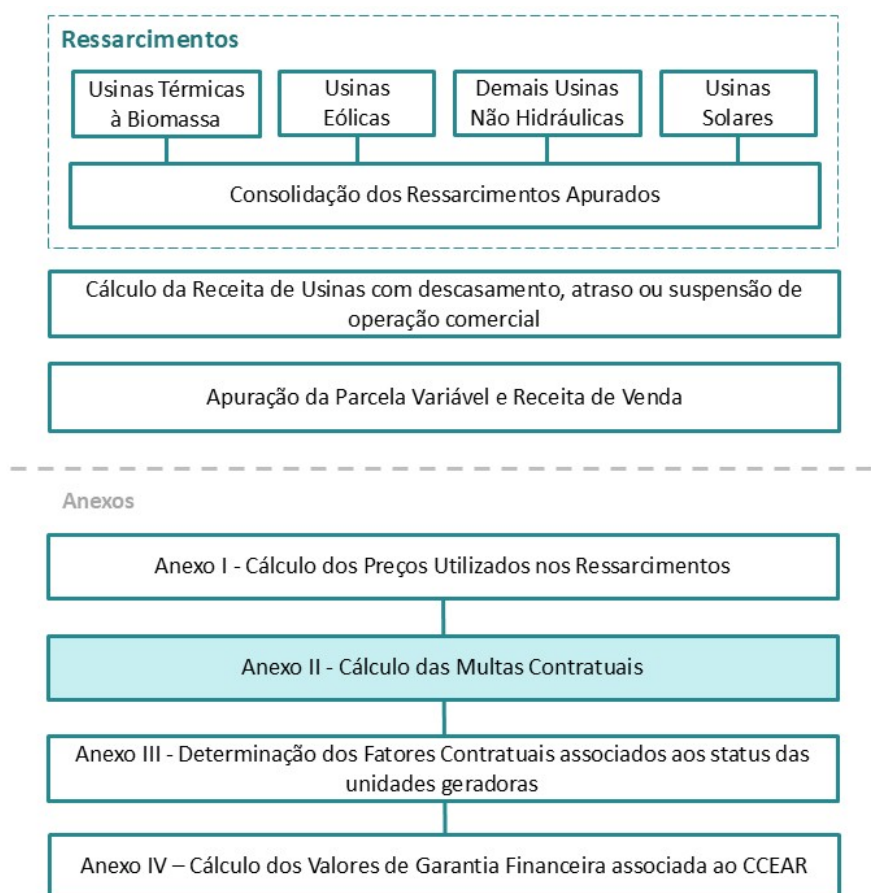 Ressarcimentos
Usinas Térmicas
à Biomassa
Usinas
Eólicas
Demais Usinas
Não Hidráulicas
Usinas
Solares
Consolidação dos Ressarcimentos Apurados
Cálculo da Receita de Usinas com descasamento, atraso ou suspensão de
operação comercial
Apuração da Parcela Variável e Receita de Venda
Anexos
Anexo I - Cálculo dos Preços Utilizados nos Ressarcimentos
Anexo II - Cálculo das Multas Contratuais
Anexo III - Determinação dos Fatores Contratuais associados aos status das
unidades geradoras
Anexo IV – Cálculo dos Valores de Garantia Financeira associada ao CCEAR